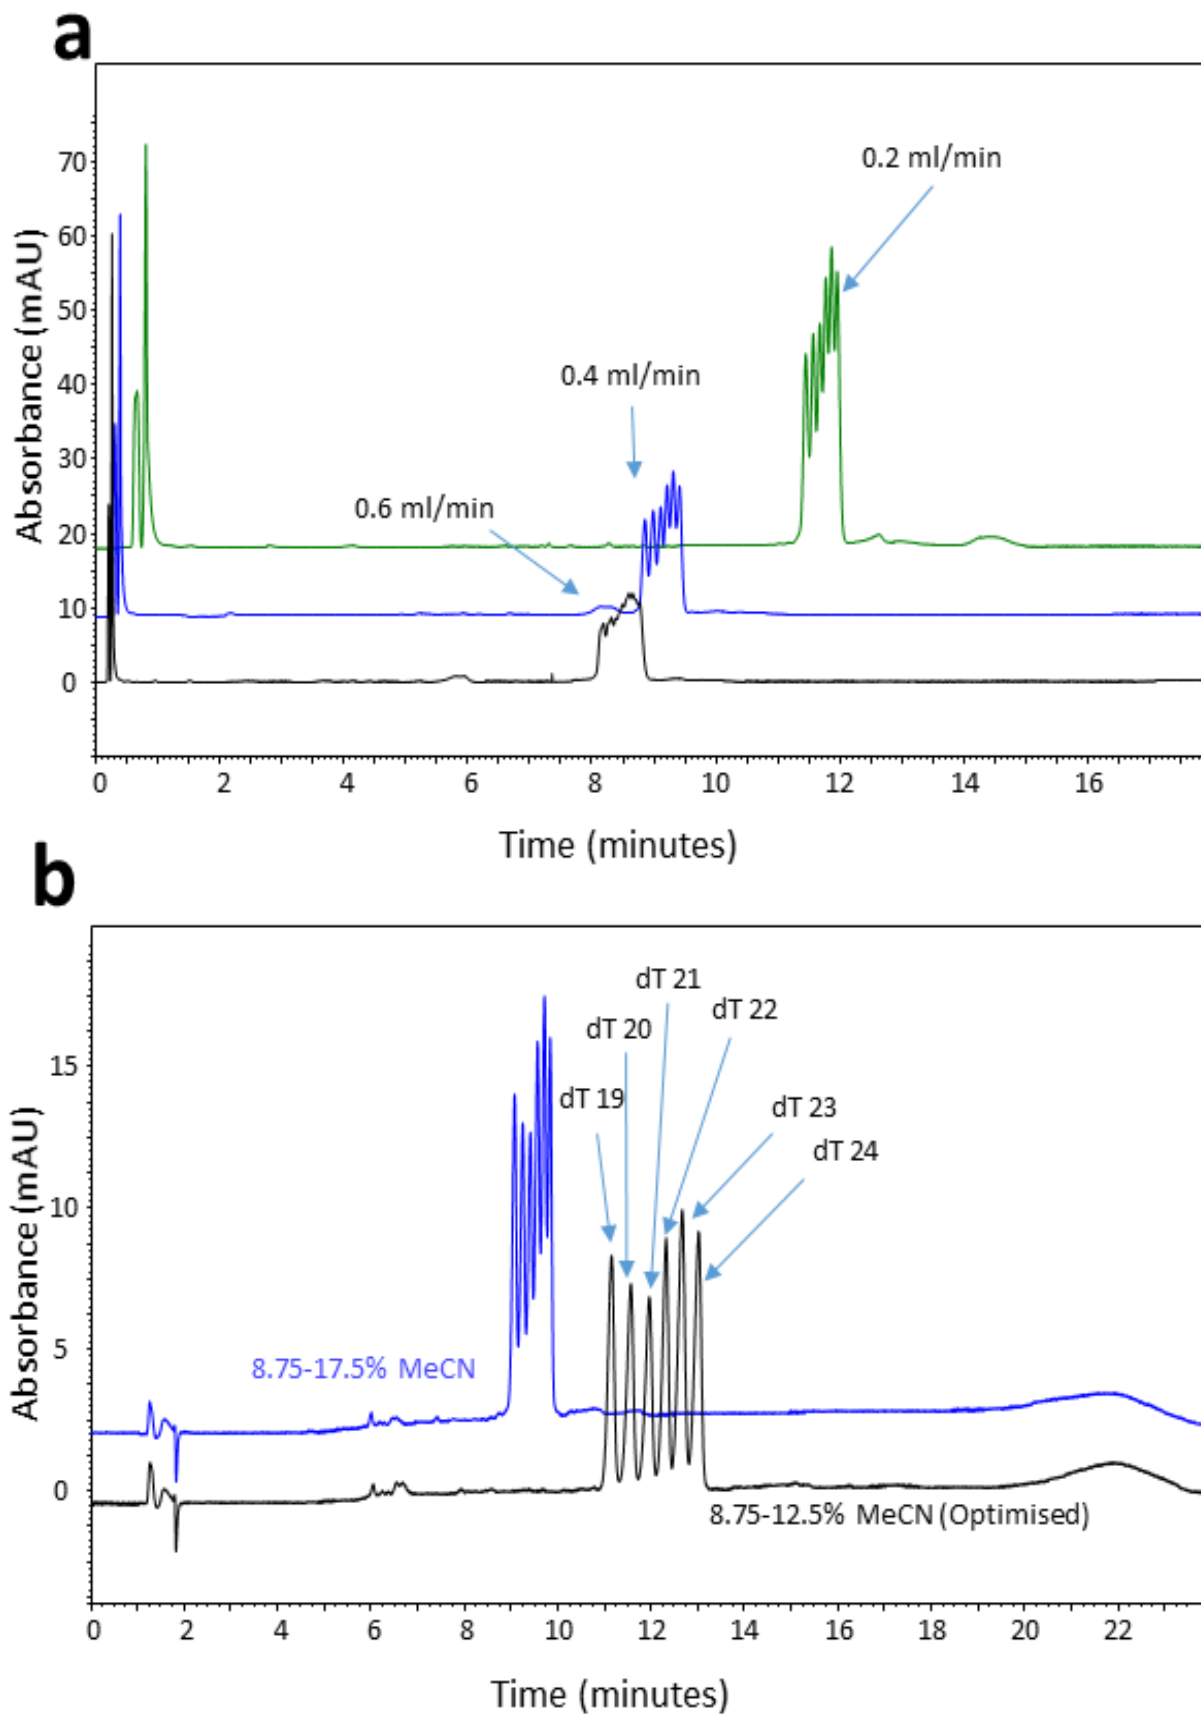 a
Absorbance (mAU)
70
60
50
40
30
20
10
0
0.2 ml/min
0.4 ml/min
0.6 ml/min
0 2 4 6 8 10 12 14 16
Time (minutes)
b
Absorbance (mAU)
15
10
5
0
dT 21
dT 22
dT 20
dT 19
dT 23
dT 24
8.75-17.5% MeCN
8.75-12.5% MeCN (Optimised)
0 2 4 6 8 10 12 14 16 18 20 22
Time (minutes)